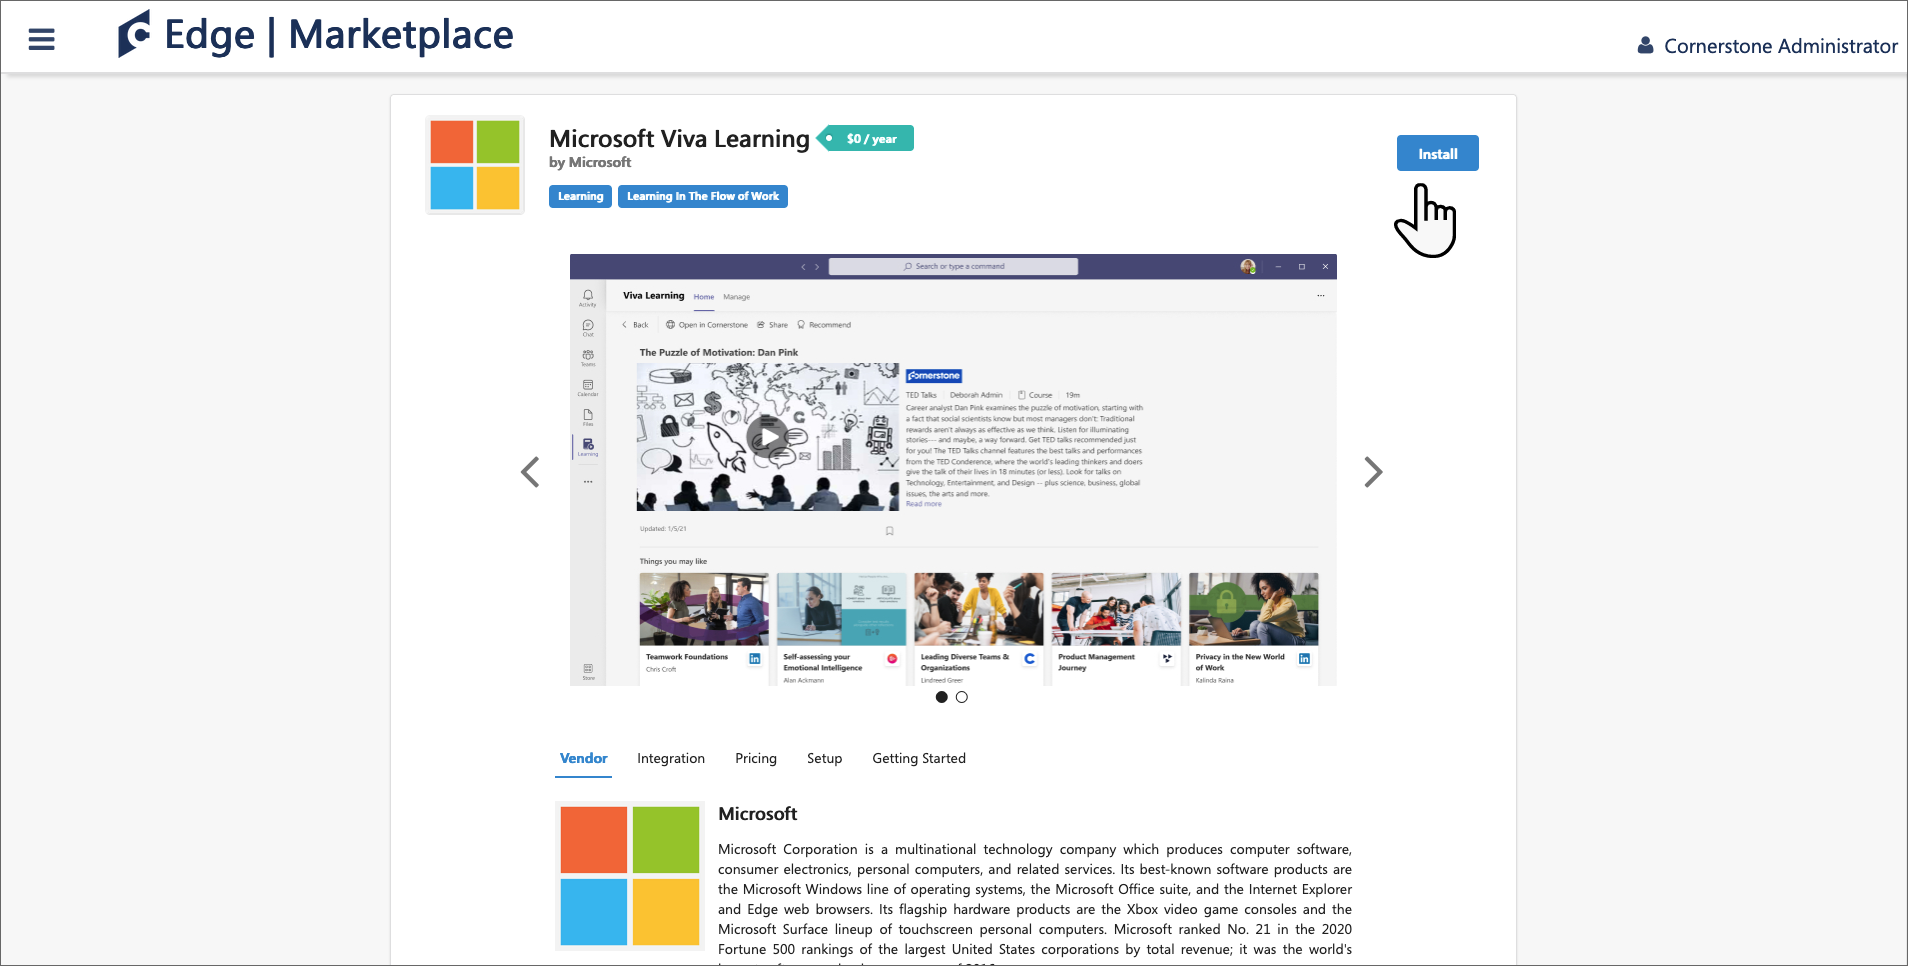 Edge | Marketplace
Cornerstone Administrator
Microsoft Viva Learning
$0 / year
by Microsoft
Install
Learning
Learning In The Flow of Work
Search or type a command
Viva Learning
Home
Manage
Activity
Chat
Teams
Calendar
Files
Learning
Store
Back
Open in Cornerstone
Share
Recommend
The Puzzle of Motivation: Dan Pink
cornerstone
TED Talks
Deborah Admin
Course
19m
Career analyst Dan Pink examines the puzzle of motivation, starting with
a fact that social scientists know but most managers don't: Traditional
rewards aren't always as effective as we think. Listen for illuminating
stories— and maybe, a way forward. Get TED talks recommended just
for you! The TED Talks channel features the best talks and performances
from the TED Conference, where the world's leading thinkers and doers
give the talk of their lives in 18 minutes (or less). Look for talks on
Technology, Entertainment, and Design -- plus science, business, global
issues, the arts and more.
Read more
Updated: 1/5/21
Things you may like
Teamwork Foundations
Chris Croft
Self-assessing your
Emotional Intelligence
Alan Ackmann
Leading Diverse Teams &
Organizations
Lindreed Greer
Product Management
Journey
Privacy in the New World
of Work
Kalinda Raina
Vendor
Integration
Pricing
Setup
Getting Started
Microsoft
Microsoft Corporation is a multinational technology company which produces computer software,
consumer electronics, personal computers, and related services. Its best-known software products are
the Microsoft Windows line of operating systems, the Microsoft Office suite, and the Internet Explorer
and Edge web browsers. Its flagship hardware products are the Xbox video game consoles and the
Microsoft Surface lineup of touchscreen personal computers. Microsoft ranked No. 21 in the 2020
Fortune 500 rankings of the largest United States corporations by total revenue; it was the world's